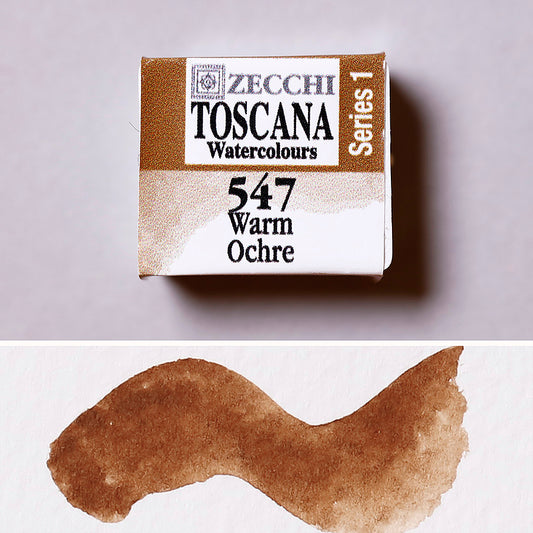 ZECCHI
TOSCANA
Watercolours
Series 1
547
Warm
Ochre